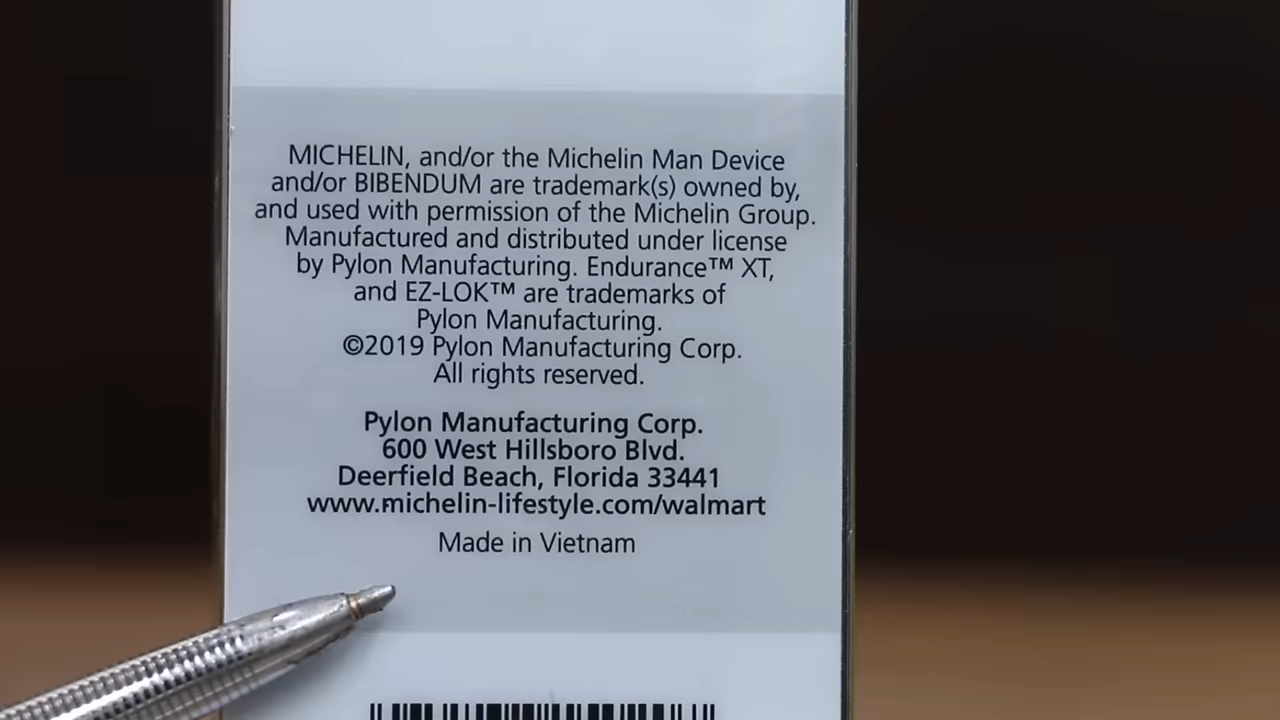 MICHELIN, and/or the Michelin Man Device
and/or BIBENDUM are trademark(s) owned by,
and used with permission of the Michelin Group.
Manufactured and distributed under license
by Pylon Manufacturing. Endurance™ XT,
and EZ-LOK™ are trademarks of
Pylon Manufacturing.
©2019 Pylon Manufacturing Corp.
All rights reserved.
Pylon Manufacturing Corp.
600 West Hillsboro Blvd.
Deerfield Beach, Florida 33441
www.michelin-lifestyle.com/walmart
Made in Vietnam